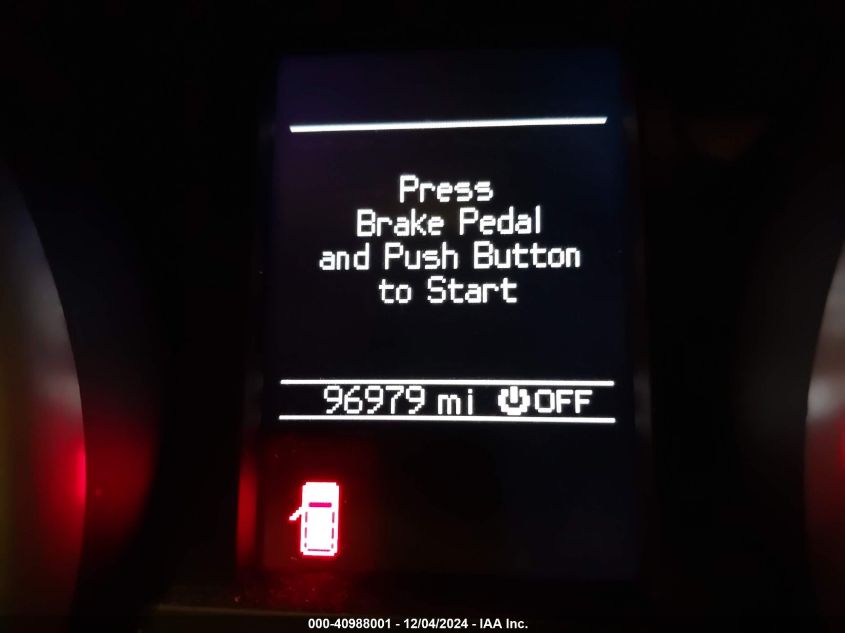 Press
Brake Pedal
and Push Button
to Start
96979 mi OFF
000-40988001 - 12/04/2024 - IAA Inc.